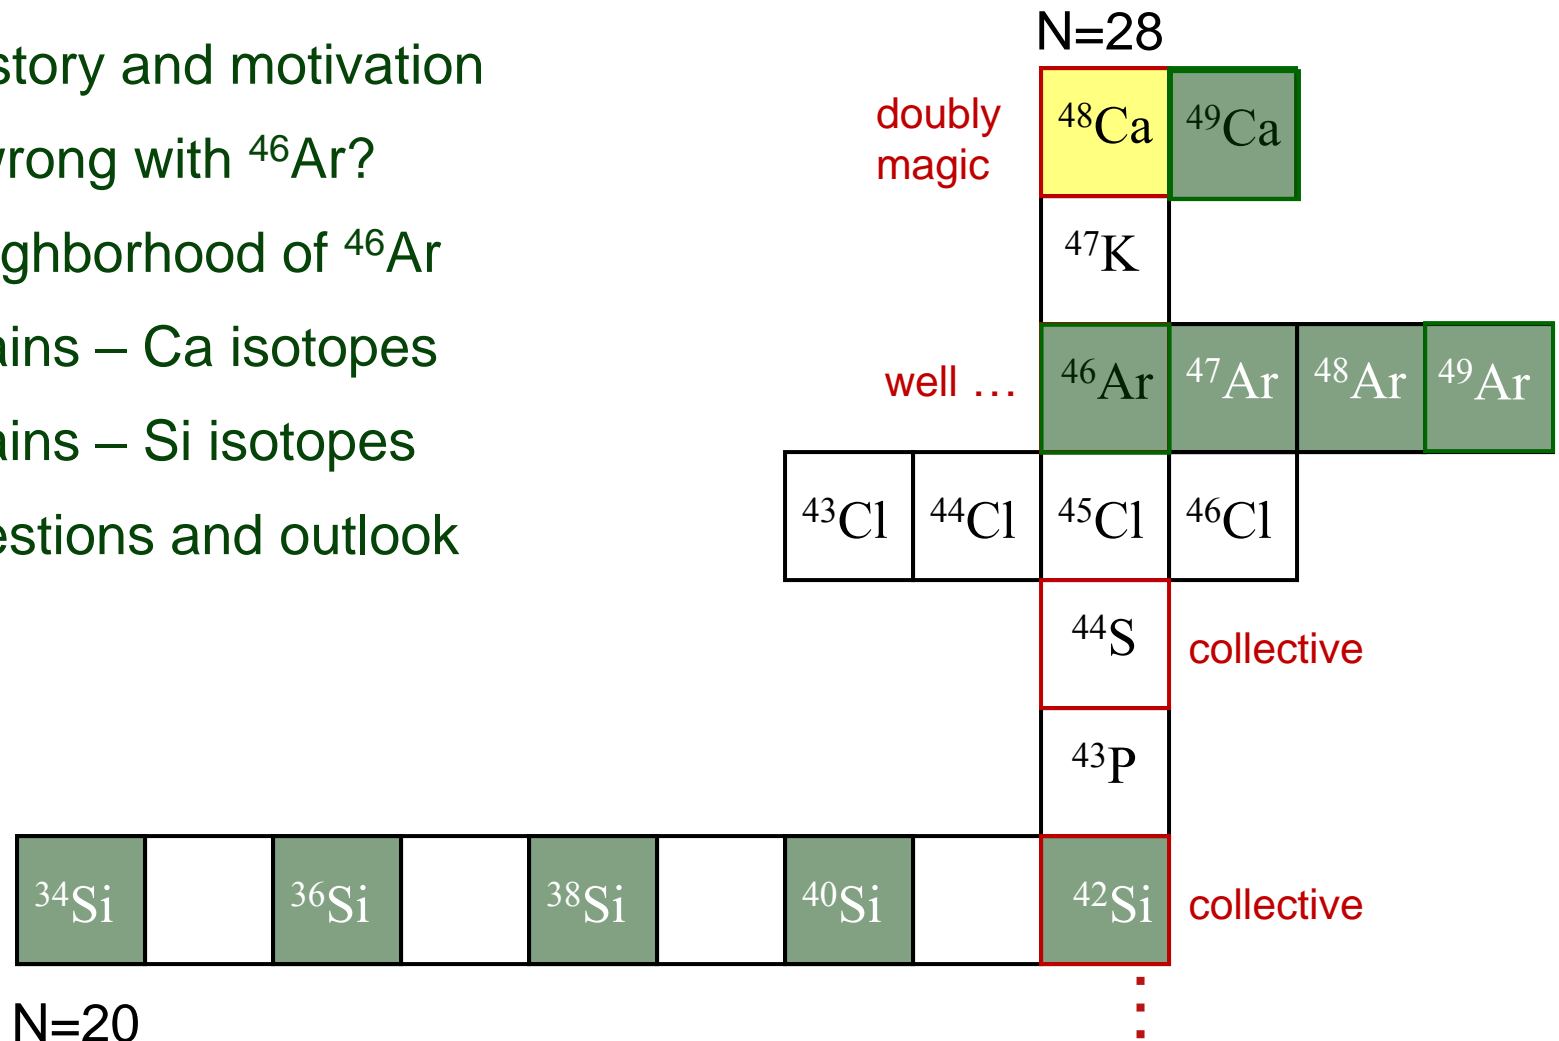 story and motivation
wrong with ⁴⁶Ar?
ghborhood of ⁴⁶Ar
ains – Ca isotopes
ains – Si isotopes
estions and outlook
N=28
doubly
magic
⁴⁸Ca ⁴⁹Ca
⁴⁷K
well …
⁴⁶Ar ⁴⁷Ar ⁴⁸Ar ⁴⁹Ar
⁴³Cl ⁴⁴Cl ⁴⁵Cl ⁴⁶Cl
⁴⁴S
collective
⁴³P
³⁴Si ³⁶Si ³⁸Si ⁴⁰Si ⁴²Si
collective
N=20